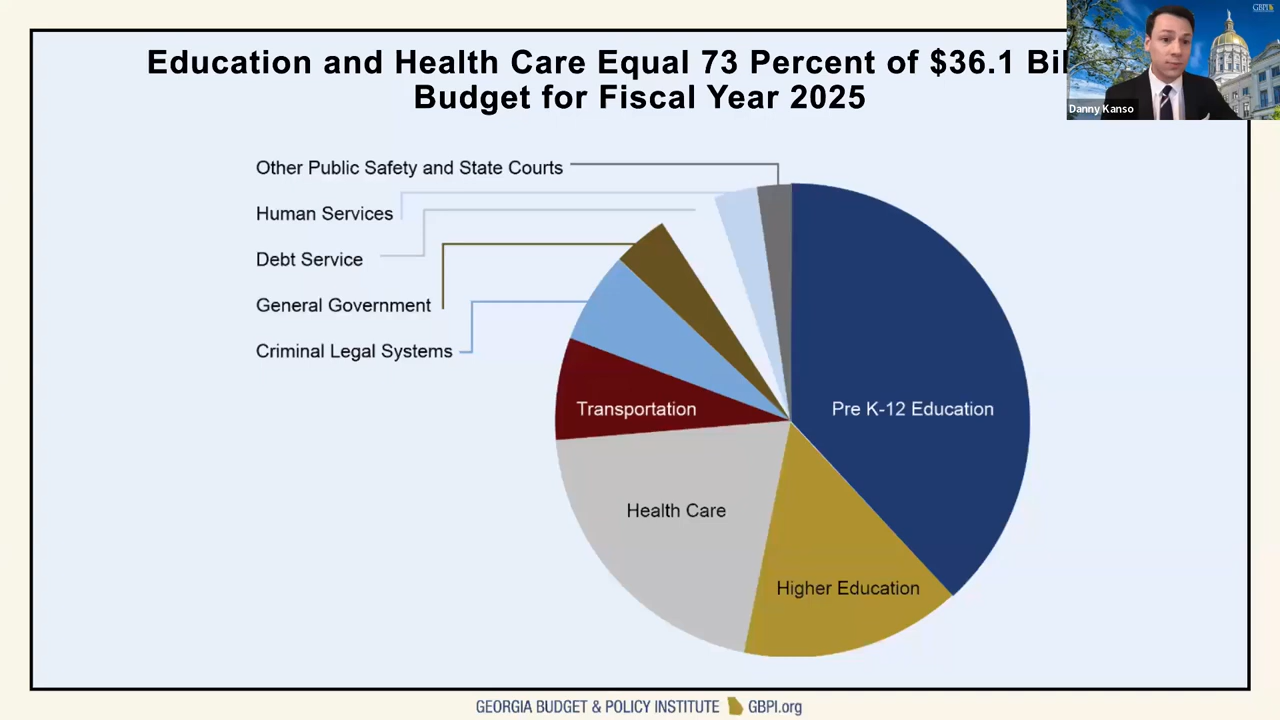 Education and Health Care Equal 73 Percent of $36.1
Budget for Fiscal Year 2025
GBPI
Danny Kanso
Other Public Safety and State Courts
Human Services
Debt Service
General Government
Criminal Legal Systems
Transportation
Pre K-12 Education
Health Care
Higher Education
GEORGIA BUDGET & POLICY INSTITUTE GBPI.org